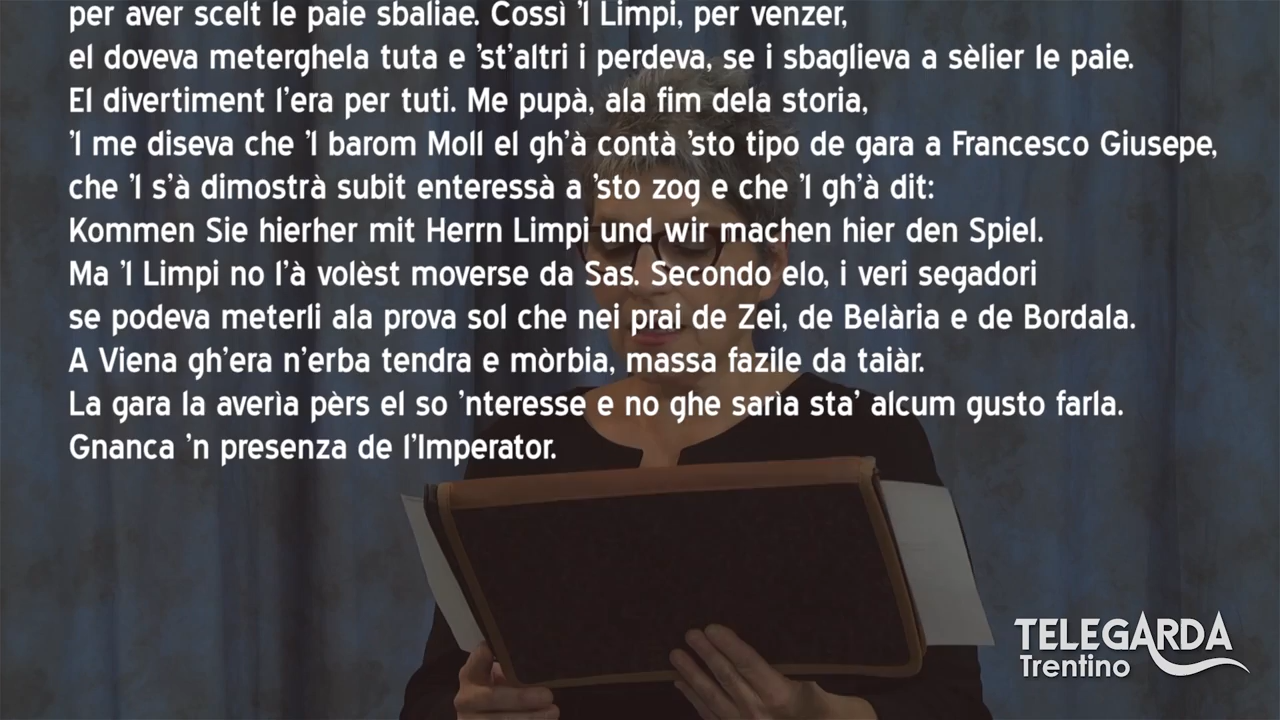 per aver scelt le paie sbaliae. Cossì 'l Limpi, per venzer,
el doveva meterghela tuta e 'st'altri i perdeva, se i sbaglieva a sèlier le paie.
El divertiment l'era per tuti. Me pupà, ala fim dela storia,
'l me diseva che 'l barom Moll el gh'à contà 'sto tipo de gara a Francesco Giusepe,
che 'l s'à dimostrà subit enteressà a 'sto zog e che 'l gh'à dit:
Kommen Sie hierher mit Herrn Limpi und wir machen hier den Spiel.
Ma 'l Limpi no l'à volèst moverse da Sas. Secondo elo, i veri segadori
se podeva meterli ala prova sol che nei prai de Zei, de Belària e de Bordala.
A Viena gh'era n'erba tendra e mòrbia, massa fazile da taiàr.
La gara la averìa pèrs el so 'nteresse e no ghe sarìa sta' alcum gusto farla.
Gnanca 'n presenza de l'Imperator.
TELEGARDA
Trentino